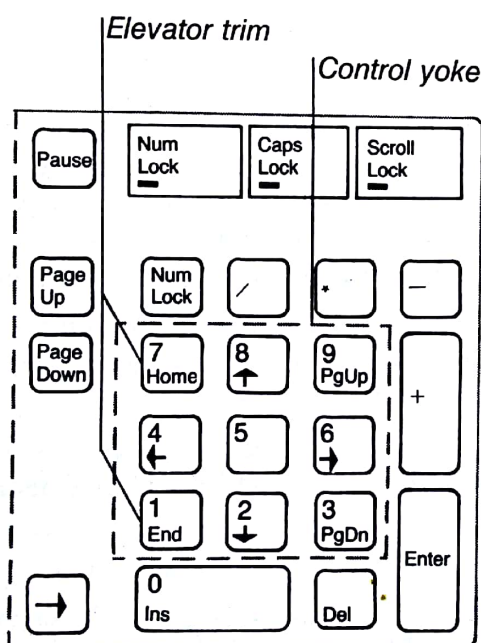 Elevator trim
Control yoke
Pause
Num
Lock
Caps
Lock
Scroll
Lock
Page
Up
Num
Lock
/
*
—
Page
Down
7
Home
8
↑
9
PgUp
+
4
←
5
6
→
1
End
2
↓
3
PgDn
Enter
→
0
Ins
Del